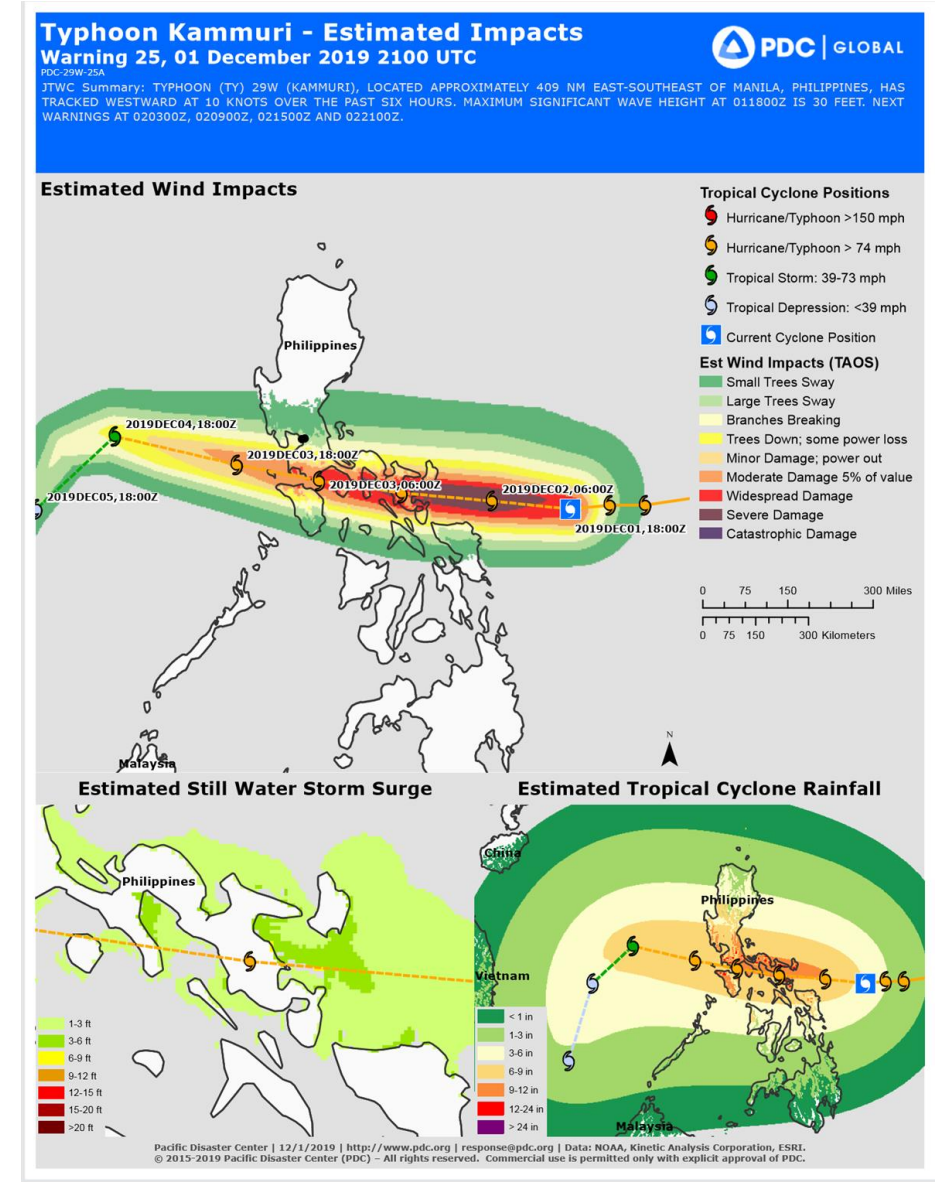 Typhoon Kammuri - Estimated Impacts
Warning 25, 01 December 2019 2100 UTC
PDC-29W-25A
PDC | GLOBAL
JTWC Summary: TYPHOON (TY) 29W (KAMMURI), LOCATED APPROXIMATELY 409 NM EAST-SOUTHEAST OF MANILA, PHILIPPINES, HAS
TRACKED WESTWARD AT 10 KNOTS OVER THE PAST SIX HOURS. MAXIMUM SIGNIFICANT WAVE HEIGHT AT 011800Z IS 30 FEET. NEXT
WARNINGS AT 020300Z, 020900Z, 021500Z AND 022100Z.
Estimated Wind Impacts
Philippines
2019DEC04,18:00Z
2019DEC03,18:00Z
2019DEC03,06:00Z
2019DEC02,06:00Z
2019DEC05,18:00Z
2019DEC01,18:00Z
Malaysia
Tropical Cyclone Positions
Hurricane/Typhoon >150 mph
Hurricane/Typhoon > 74 mph
Tropical Storm: 39-73 mph
Tropical Depression: <39 mph
Current Cyclone Position
Est Wind Impacts (TAOS)
Small Trees Sway
Large Trees Sway
Branches Breaking
Trees Down; some power loss
Minor Damage; power out
Moderate Damage 5% of value
Widespread Damage
Severe Damage
Catastrophic Damage
0 75 150 300 Miles
0 75 150 300 Kilometers
N
Estimated Still Water Storm Surge
Philippines
1-3 ft
3-6 ft
6-9 ft
9-12 ft
12-15 ft
15-20 ft
>20 ft
Estimated Tropical Cyclone Rainfall
China
Philippines
Vietnam
Malaysia
< 1 in
1-3 in
3-6 in
6-9 in
9-12 in
12-24 in
> 24 in
Pacific Disaster Center | 12/1/2019 | http://www.pdc.org | response@pdc.org | Data: NOAA, Kinetic Analysis Corporation, ESRI.
© 2015-2019 Pacific Disaster Center (PDC) – All rights reserved. Commercial use is permitted only with explicit approval of PDC.